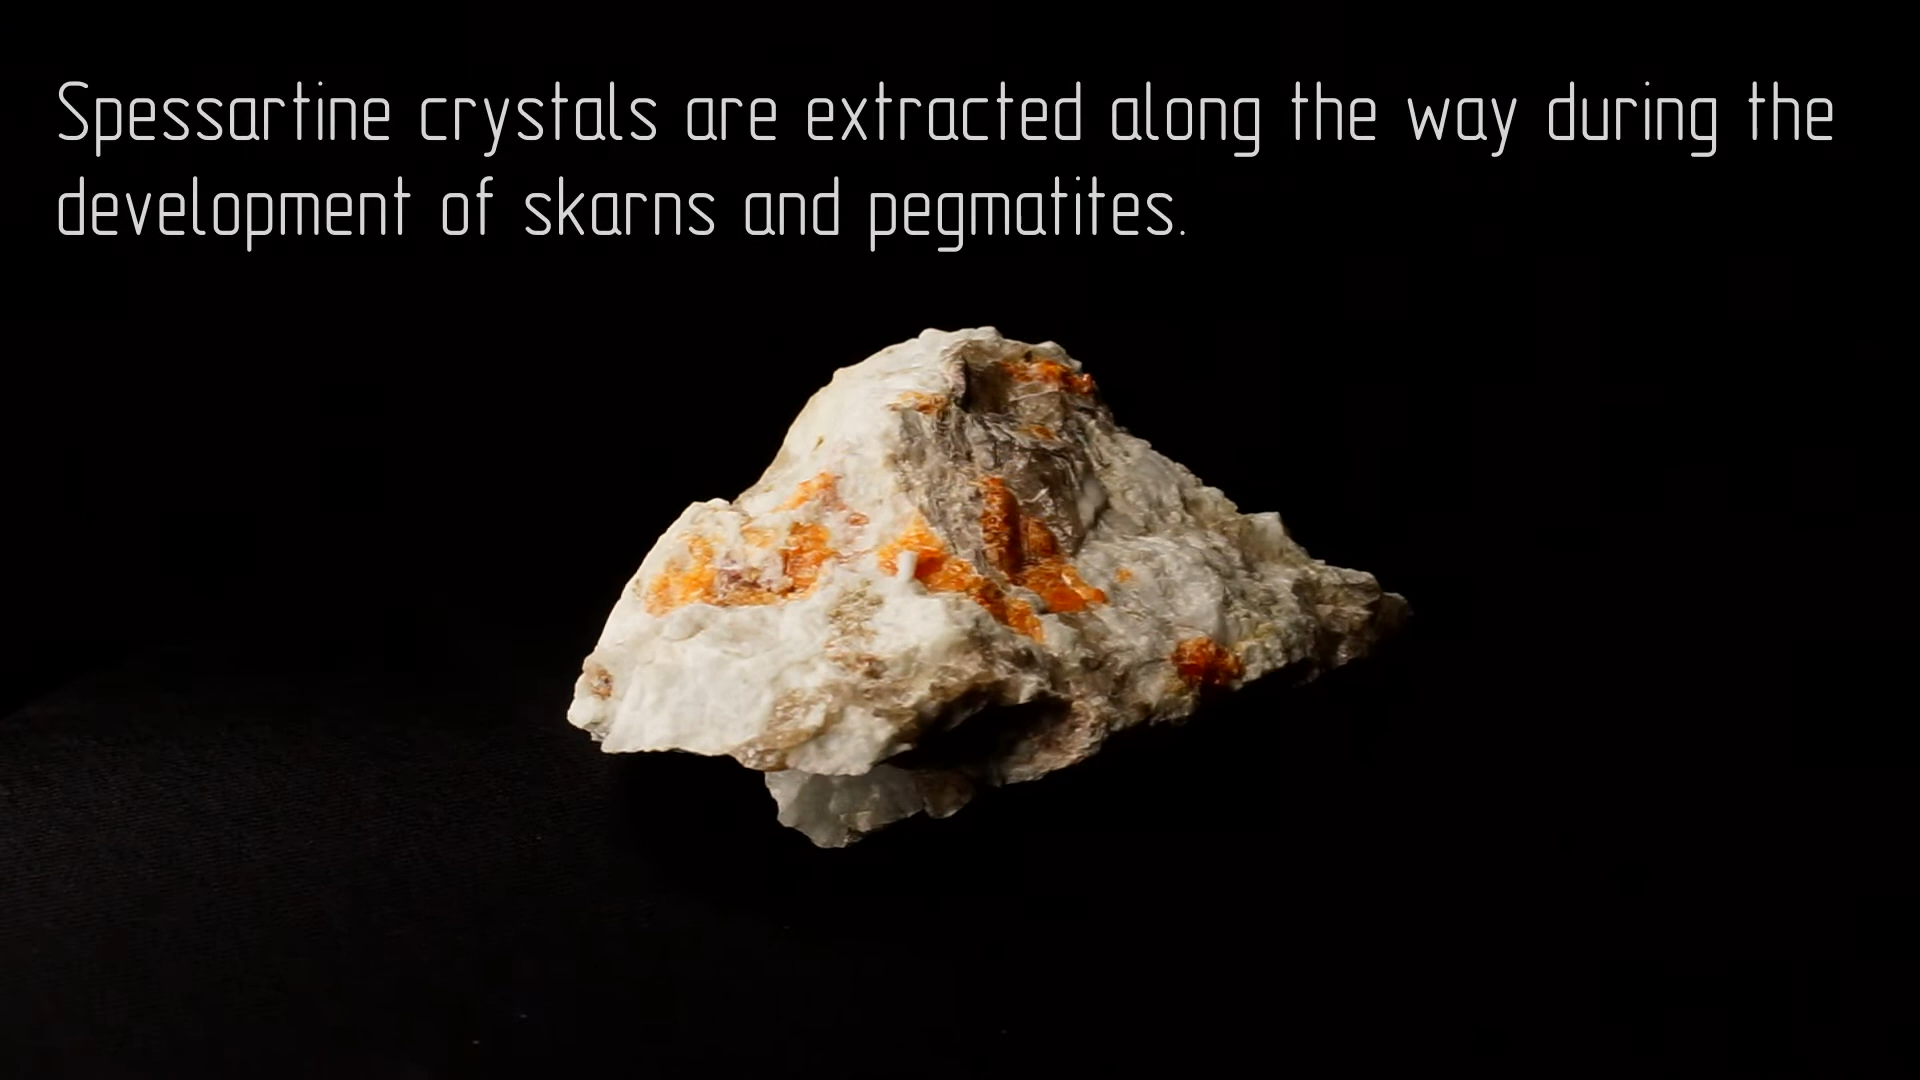 Spessartine crystals are extracted along the way during the
development of skarns and pegmatites.